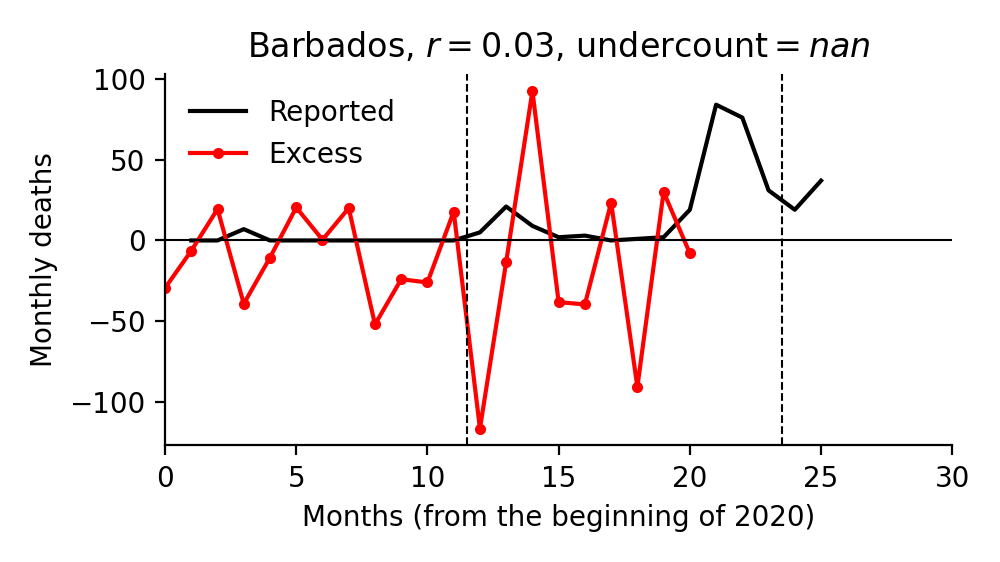 Barbados, r = 0.03, undercount = nan
100
50
0
−50
−100
Monthly deaths
Reported
Excess
0 5 10 15 20 25 30
Months (from the beginning of 2020)